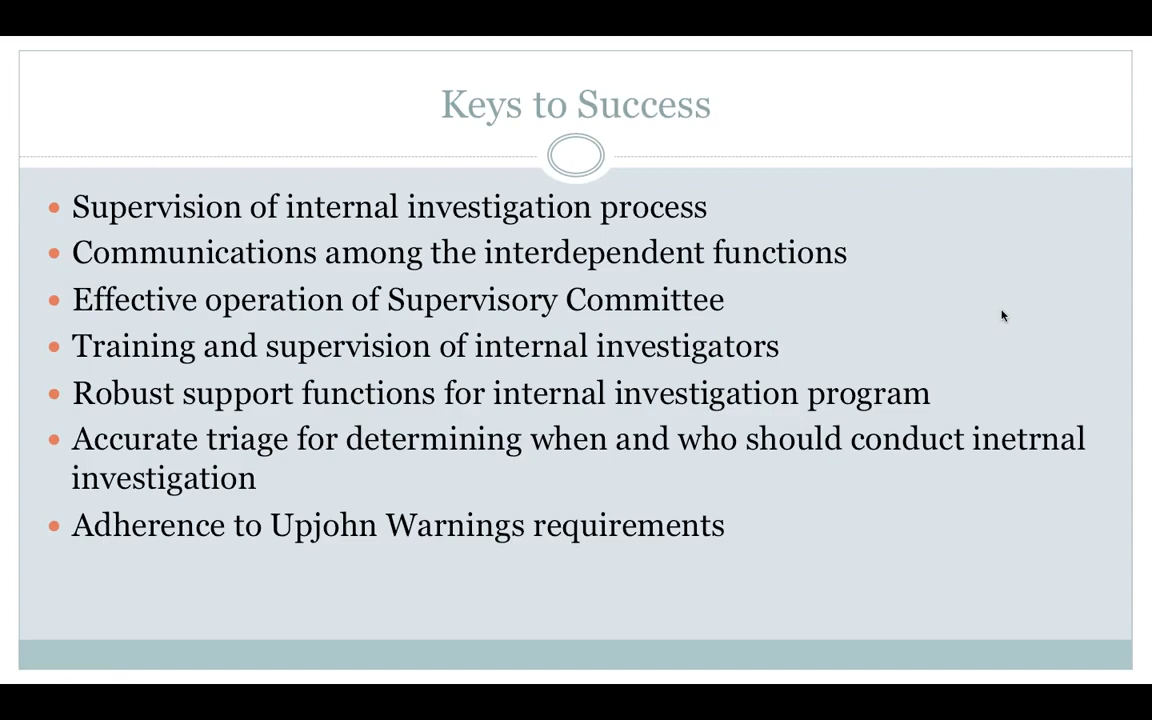 Keys to Success
• Supervision of internal investigation process
• Communications among the interdependent functions
• Effective operation of Supervisory Committee
• Training and supervision of internal investigators
• Robust support functions for internal investigation program
• Accurate triage for determining when and who should conduct inetrnal
investigation
• Adherence to Upjohn Warnings requirements